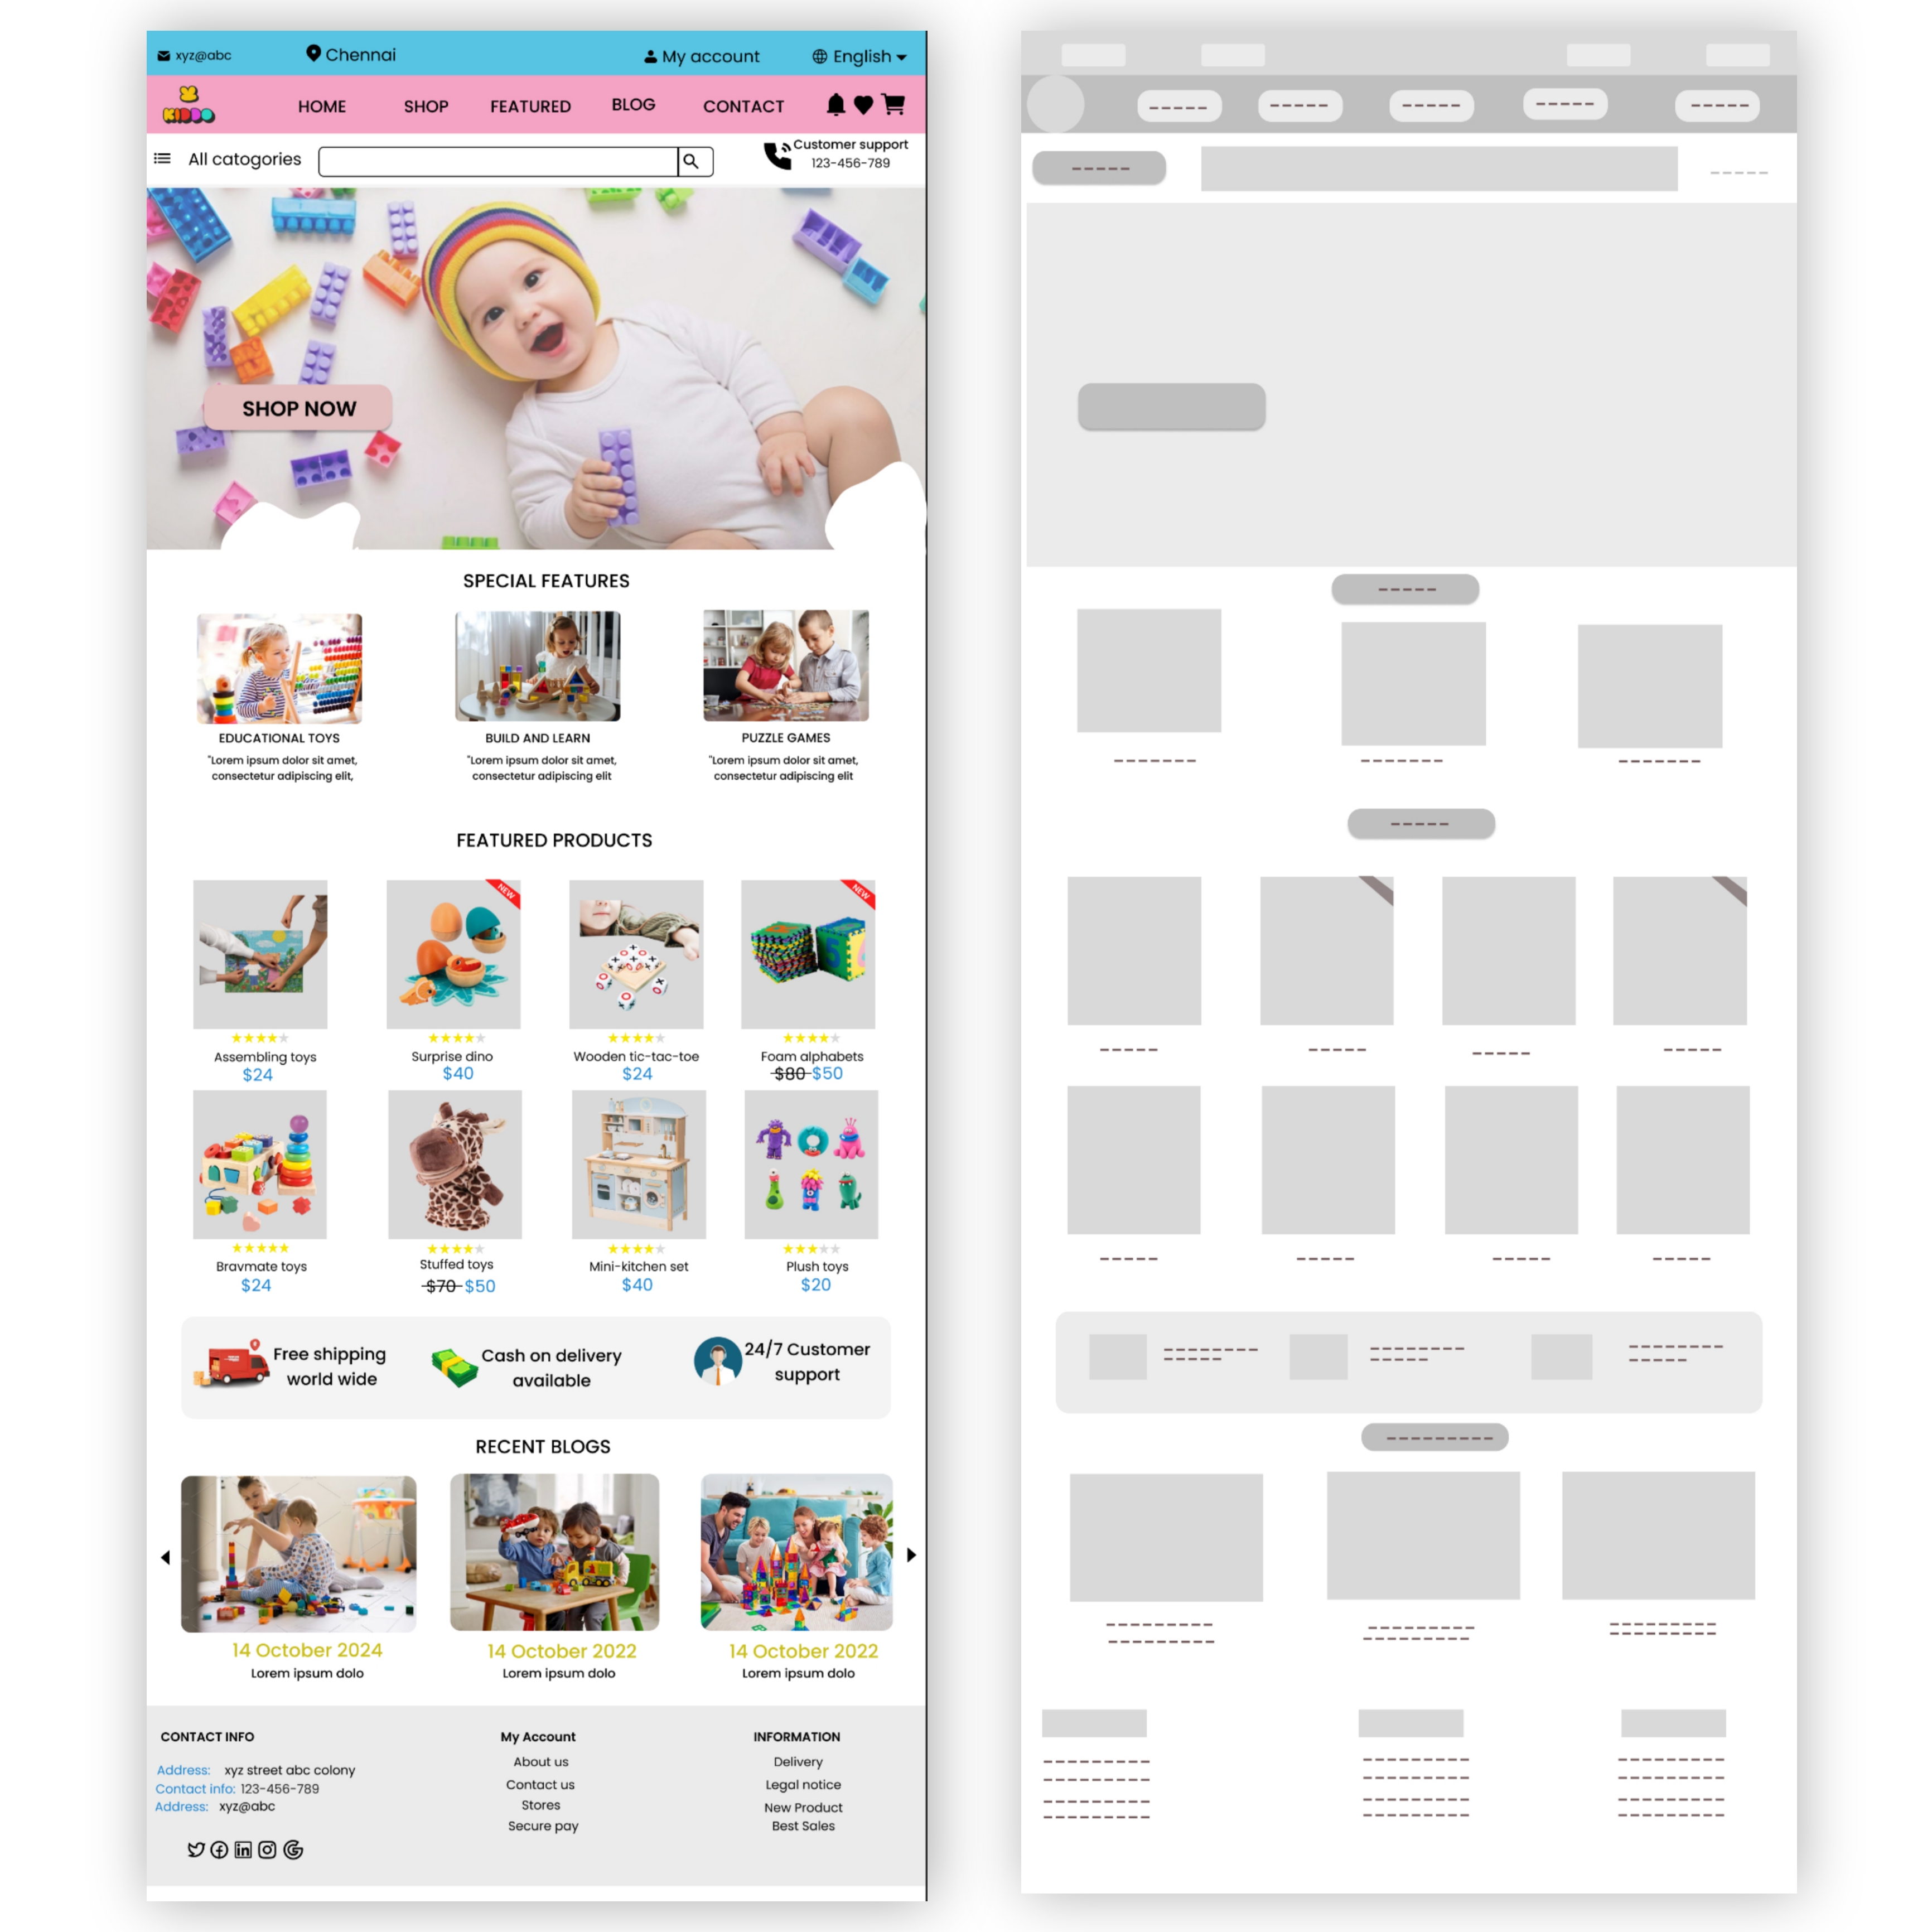 xyz@abc
Chennai
My account
English
KIDDO
HOME
SHOP
FEATURED
BLOG
CONTACT
All catogories
Customer support
123-456-789
SHOP NOW
SPECIAL FEATURES
EDUCATIONAL TOYS
"Lorem ipsum dolor sit amet,
consectetur adipiscing elit,
BUILD AND LEARN
"Lorem ipsum dolor sit amet,
consectetur adipiscing elit
PUZZLE GAMES
"Lorem ipsum dolor sit amet,
consectetur adipiscing elit
FEATURED PRODUCTS
NEW
NEW
Assembling toys
$24
Surprise dino
$40
Wooden tic-tac-toe
$24
Foam alphabets
$80 $50
Bravmate toys
$24
Stuffed toys
$70 $50
Mini-kitchen set
$40
Plush toys
$20
Free shipping
world wide
Cash on delivery
available
24/7 Customer
support
RECENT BLOGS
14 October 2024
Lorem ipsum dolo
14 October 2022
Lorem ipsum dolo
14 October 2022
Lorem ipsum dolo
CONTACT INFO
Address: xyz street abc colony
Contact info: 123-456-789
Address: xyz@abc
My Account
About us
Contact us
Stores
Secure pay
INFORMATION
Delivery
Legal notice
New Product
Best Sales